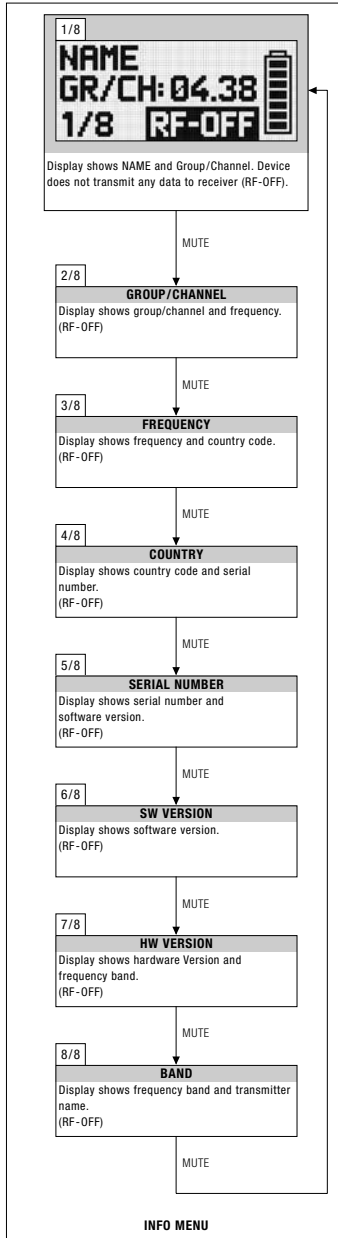 1/8
NAME
GR/CH:04.38
1/8 RF-OFF
Display shows NAME and Group/Channel. Device
does not transmit any data to receiver (RF-OFF).
MUTE
2/8
GROUP/CHANNEL
Display shows group/channel and frequency.
(RF-OFF)
MUTE
3/8
FREQUENCY
Display shows frequency and country code.
(RF-OFF)
MUTE
4/8
COUNTRY
Display shows country code and serial
number.
(RF-OFF)
MUTE
5/8
SERIAL NUMBER
Display shows serial number and
software version.
(RF-OFF)
MUTE
6/8
SW VERSION
Display shows software version.
(RF-OFF)
MUTE
7/8
HW VERSION
Display shows hardware Version and
frequency band.
(RF-OFF)
MUTE
8/8
BAND
Display shows frequency band and transmitter
name.
(RF-OFF)
MUTE
INFO MENU